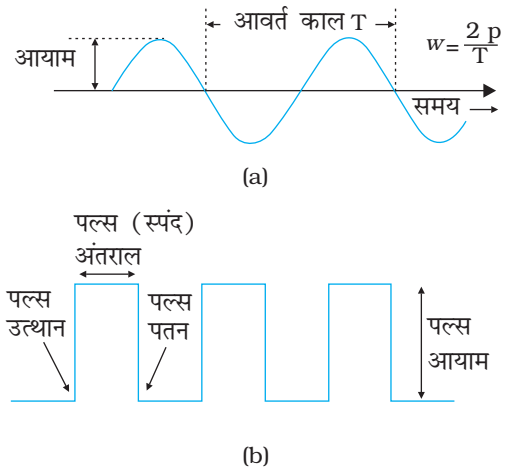 आवर्त काल T
w= 2 p
T
आयाम
समय
(a)
पल्स (स्पंद)
अंतराल
पल्स
उत्थान
पल्स
पतन
पल्स
आयाम
(b)